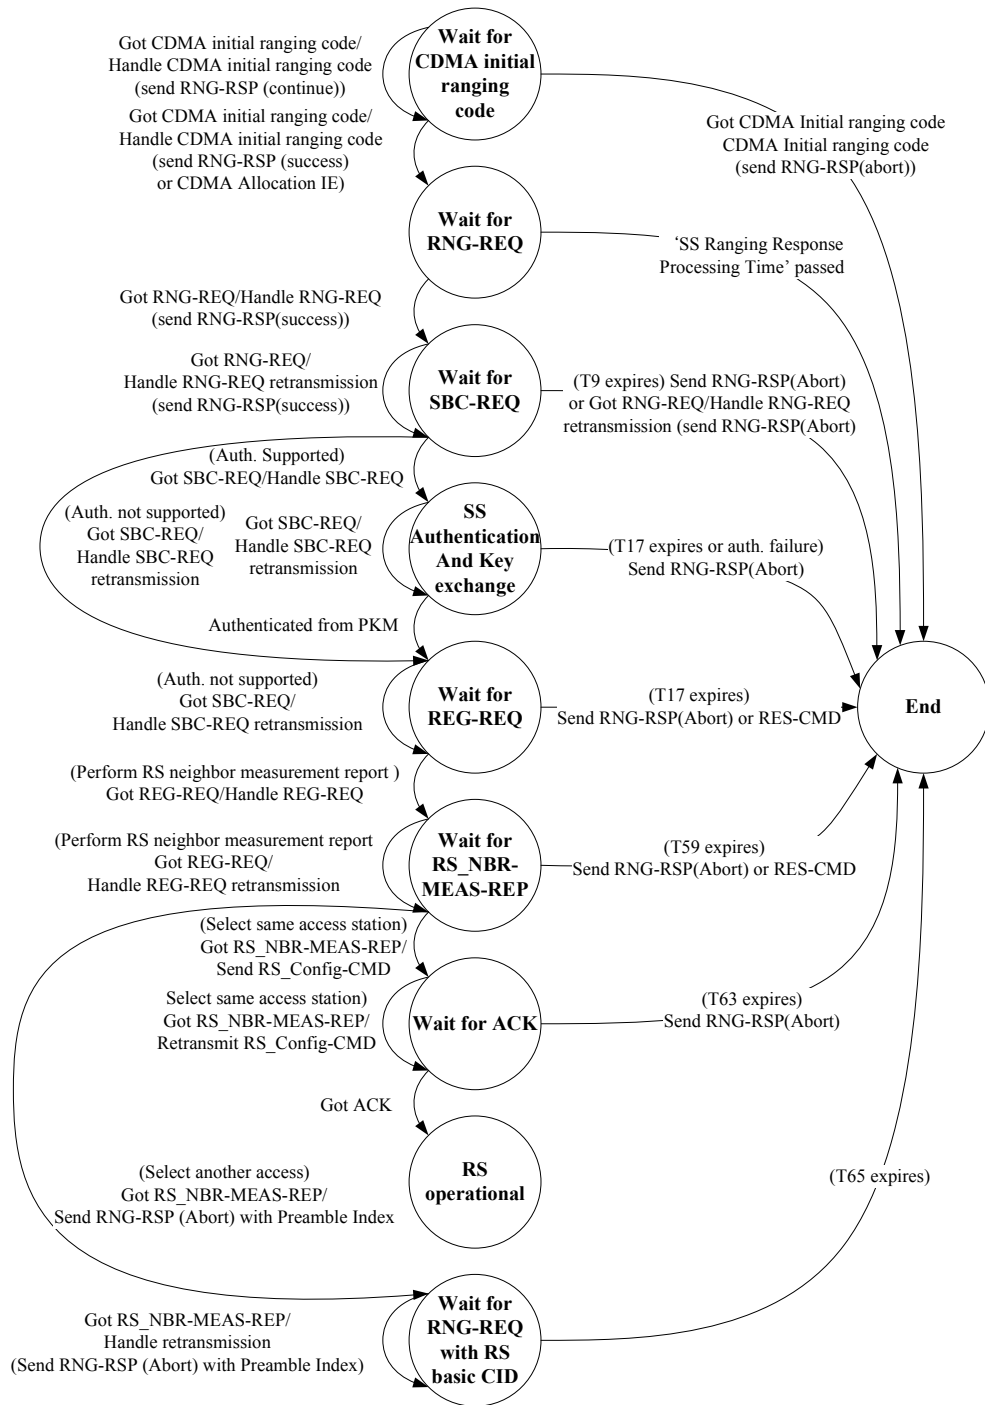 Wait for
CDMA initial
ranging
code
Got CDMA initial ranging code/
Handle CDMA initial ranging code
(send RNG-RSP (continue))
Got CDMA initial ranging code/
Handle CDMA initial ranging code
(send RNG-RSP (success)
or CDMA Allocation IE)
Got CDMA Initial ranging code
CDMA Initial ranging code
(send RNG-RSP(abort))
Wait for
RNG-REQ
‘SS Ranging Response
Processing Time’ passed
Got RNG-REQ/Handle RNG-REQ
(send RNG-RSP(success))
Got RNG-REQ/
Handle RNG-REQ retransmission
(send RNG-RSP(success))
Wait for
SBC-REQ
(T9 expires) Send RNG-RSP(Abort)
or Got RNG-REQ/Handle RNG-REQ
retransmission (send RNG-RSP(Abort)
(Auth. Supported)
Got SBC-REQ/Handle SBC-REQ
(Auth. not supported)
Got SBC-REQ/
Handle SBC-REQ
retransmission
Got SBC-REQ/
Handle SBC-REQ
retransmission
SS
Authentication
And Key
exchange
(T17 expires or auth. failure)
Send RNG-RSP(Abort)
Authenticated from PKM
(Auth. not supported)
Got SBC-REQ/
Handle SBC-REQ retransmission
Wait for
REG-REQ
(T17 expires)
Send RNG-RSP(Abort) or RES-CMD
End
(Perform RS neighbor measurement report )
Got REG-REQ/Handle REG-REQ
(Perform RS neighbor measurement report
Got REG-REQ/
Handle REG-REQ retransmission
Wait for
RS_NBR-
MEAS-REP
(T59 expires)
Send RNG-RSP(Abort) or RES-CMD
(Select same access station)
Got RS_NBR-MEAS-REP/
Send RS_Config-CMD
Select same access station)
Got RS_NBR-MEAS-REP/
Retransmit RS_Config-CMD
Wait for ACK
(T63 expires)
Send RNG-RSP(Abort)
Got ACK
RS
operational
(Select another access)
Got RS_NBR-MEAS-REP/
Send RNG-RSP (Abort) with Preamble Index
(T65 expires)
Got RS_NBR-MEAS-REP/
Handle retransmission
(Send RNG-RSP (Abort) with Preamble Index)
Wait for
RNG-REQ
with RS
basic CID